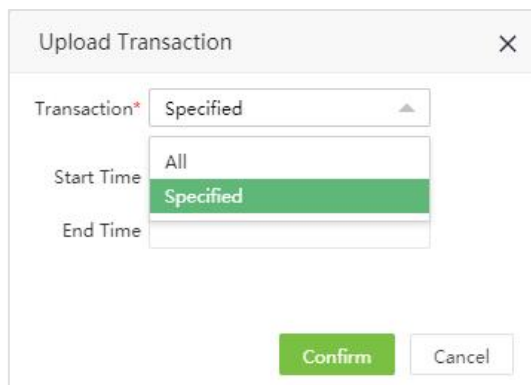 Upload Transaction
Transaction* Specified
All
Start Time
Specified
End Time
Confirm Cancel